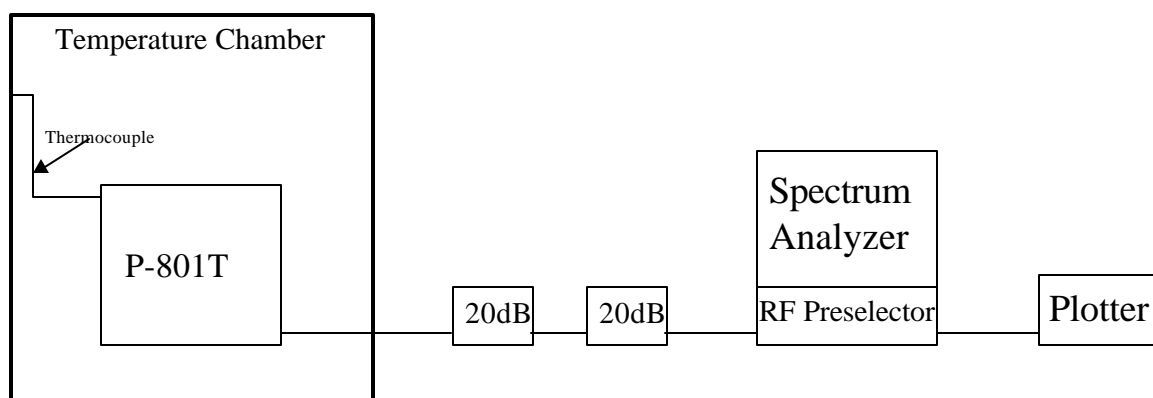 Temperature Chamber
Thermocouple
P-801T
20dB
20dB
Spectrum
Analyzer
RF Preselector
Plotter